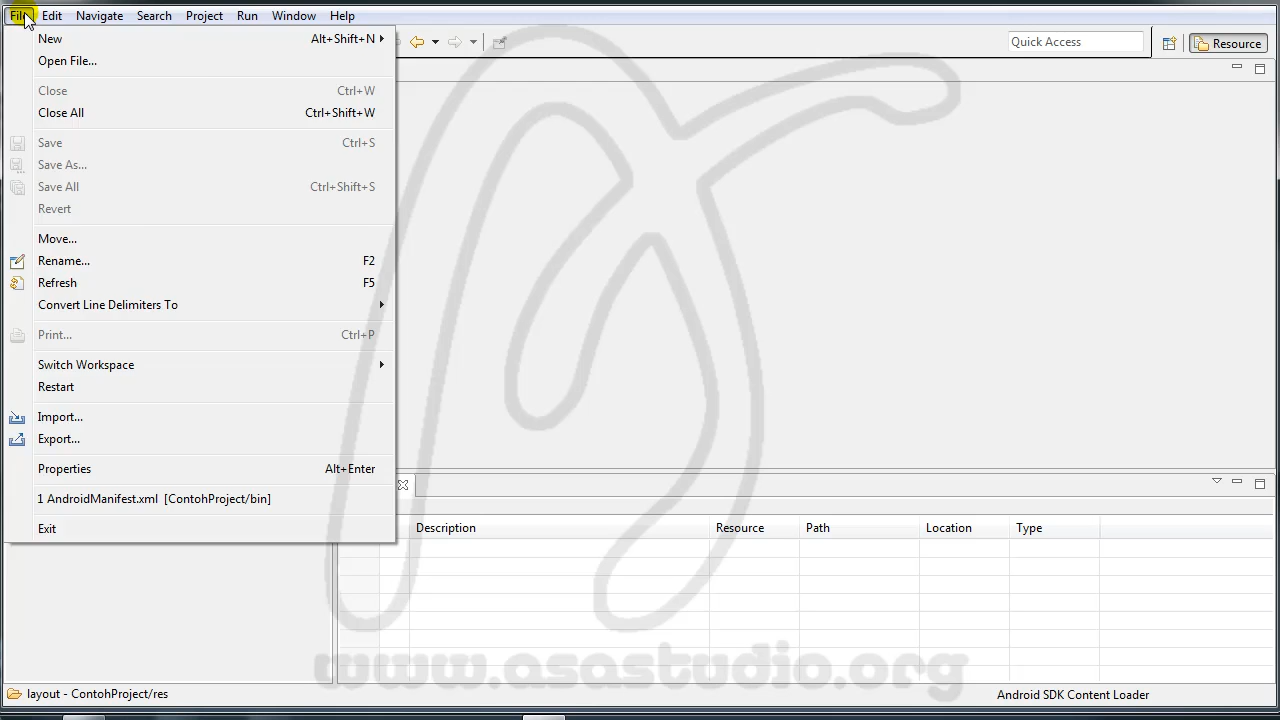 File Edit Navigate Search Project Run Window Help
New Alt+Shift+N
Open File...
Quick Access
Resource
Close Ctrl+W
Close All Ctrl+Shift+W
Save Ctrl+S
Save As...
Save All Ctrl+Shift+S
Revert
Move...
Rename... F2
Refresh F5
Convert Line Delimiters To
Print... Ctrl+P
Switch Workspace
Restart
Import...
Export...
Properties Alt+Enter
1 AndroidManifest.xml [ContohProject/bin]
Exit
Description Resource Path Location Type
www.asastudio.org
layout - ContohProject/res
Android SDK Content Loader